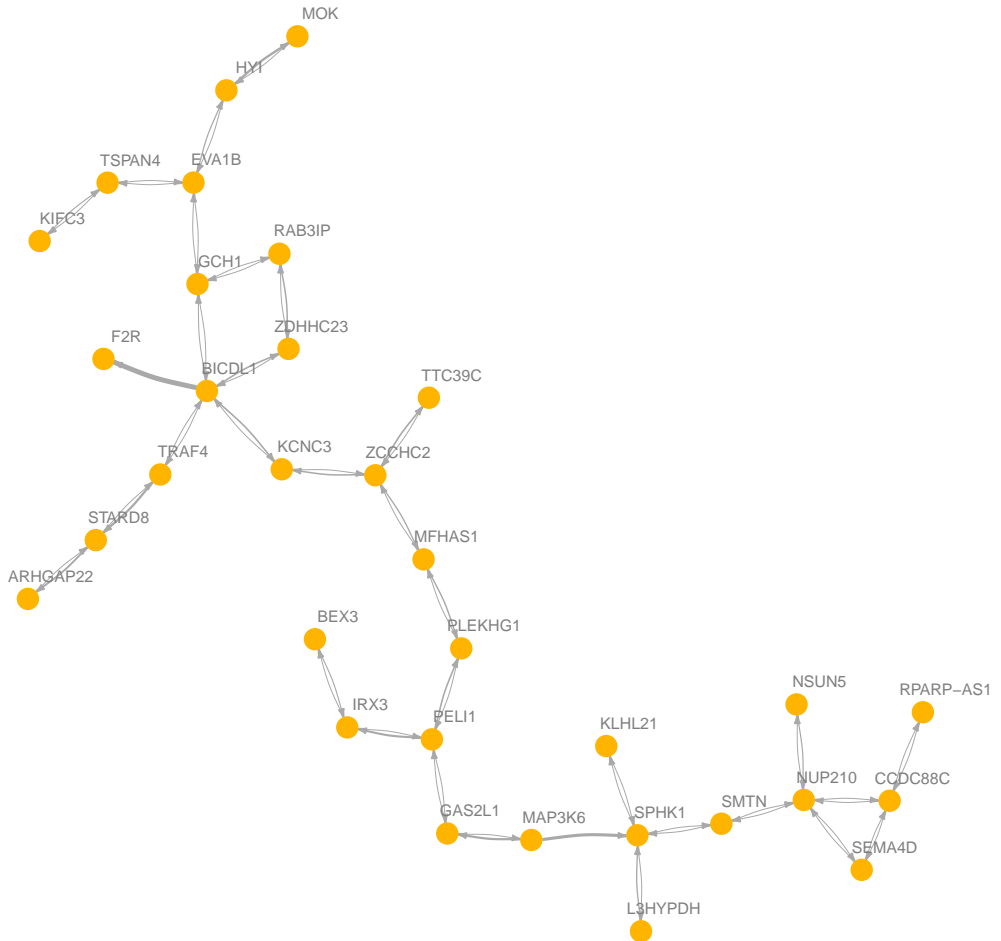 MOK
HYI
TSPAN4
EVA1B
KIFC3
RAB3IP
GCH1
F2R
ZDHHC23
BICDL1
TTC39C
TRAF4
KCNC3
ZCCHC2
STARD8
MFHAS1
ARHGAP22
BEX3
PLEKHG1
NSUN5
RPARP−AS1
IRX3
PELI1
KLHL21
NUP210
CCDC88C
GAS2L1
MAP3K6
SPHK1
SMTN
SEMA4D
L3HYPDH